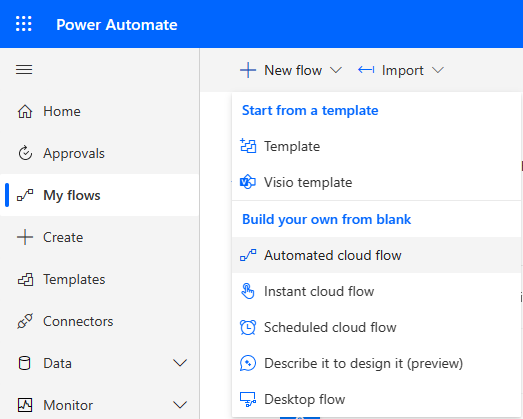 Power Automate
New flow
Import
Home
Approvals
My flows
Create
Templates
Connectors
Data
Monitor
Start from a template
Template
Visio template
Build your own from blank
Automated cloud flow
Instant cloud flow
Scheduled cloud flow
Describe it to design it (preview)
Desktop flow